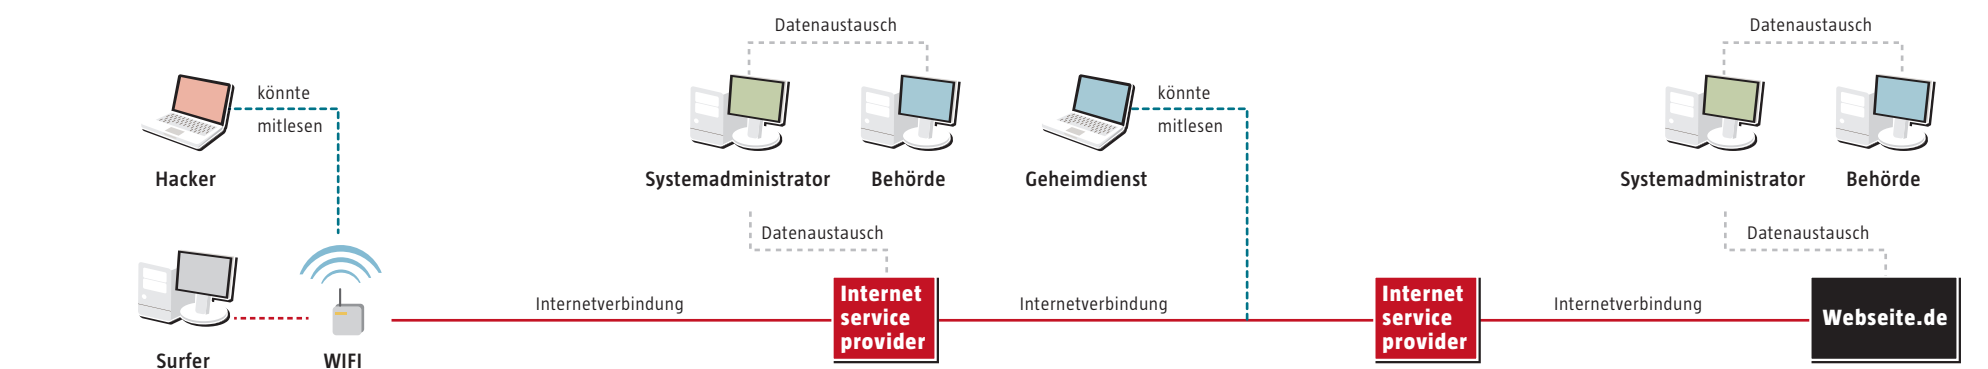 Datenaustausch
Datenaustausch
könnte
mitlesen
könnte
mitlesen
Hacker
Systemadministrator
Behörde
Geheimdienst
Systemadministrator
Behörde
Datenaustausch
Datenaustausch
Internetverbindung
Internet
service
provider
Internetverbindung
Internet
service
provider
Internetverbindung
Webseite.de
Surfer
WIFI